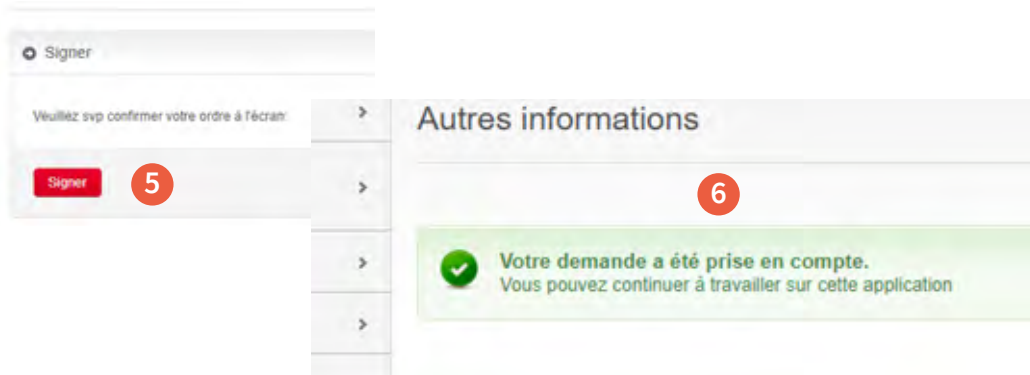 Signer
Veuillez svp confirmer votre ordre à l'écran:
Signer
5
Autres informations
6
Votre demande a été prise en compte.
Vous pouvez continuer à travailler sur cette application